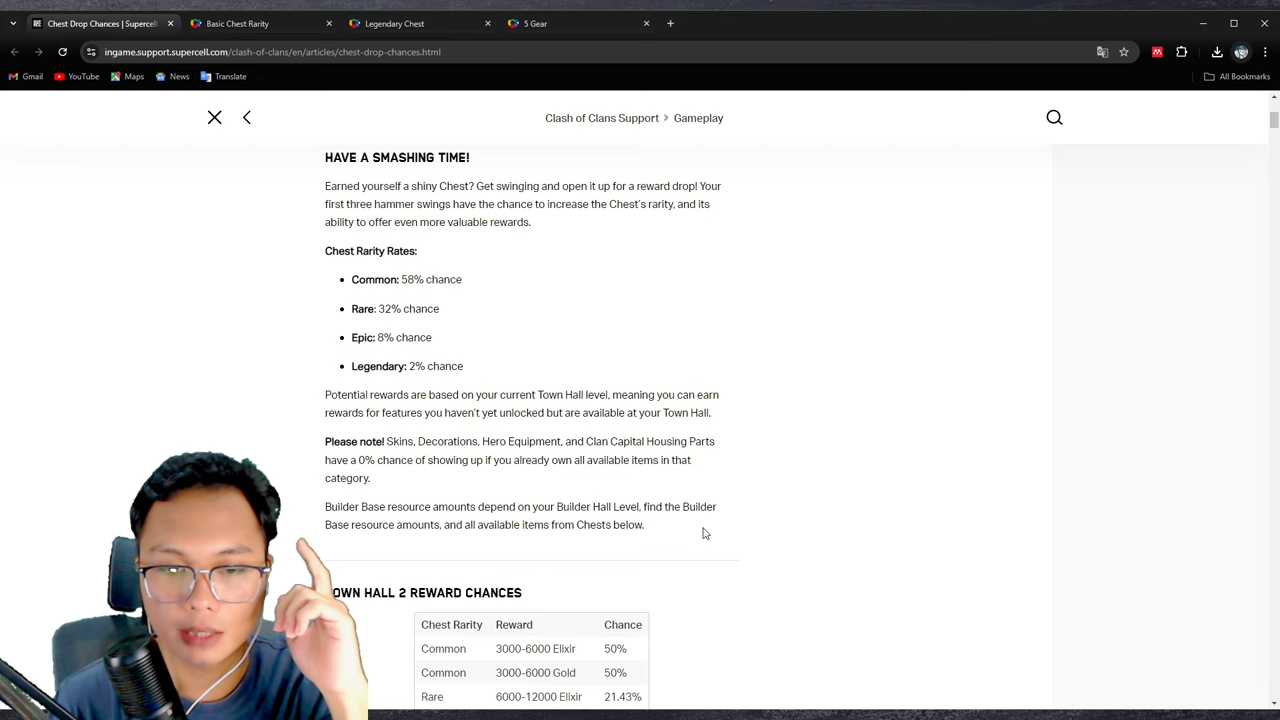 Chest Drop Chances | Supercell
Basic Chest Rarity
Legendary Chest
5 Gear
ingame.support.supercell.com/clash-of-clans/en/articles/chest-drop-chances.html
Gmail
YouTube
Maps
News
Translate
All Bookmarks
Clash of Clans Support > Gameplay
HAVE A SMASHING TIME!
Earned yourself a shiny Chest? Get swinging and open it up for a reward drop! Your
first three hammer swings have the chance to increase the Chest's rarity, and its
ability to offer even more valuable rewards.
Chest Rarity Rates:
Common: 58% chance
Rare: 32% chance
Epic: 8% chance
Legendary: 2% chance
Potential rewards are based on your current Town Hall level, meaning you can earn
rewards for features you haven't yet unlocked but are available at your Town Hall.
Please note! Skins, Decorations, Hero Equipment, and Clan Capital Housing Parts
have a 0% chance of showing up if you already own all available items in that
category.
Builder Base resource amounts depend on your Builder Hall Level, find the Builder
Base resource amounts, and all available items from Chests below.
OWN HALL 2 REWARD CHANCES
Chest Rarity Reward Chance
Common 3000-6000 Elixir 50%
Common 3000-6000 Gold 50%
Rare 6000-12000 Elixir 21.43%